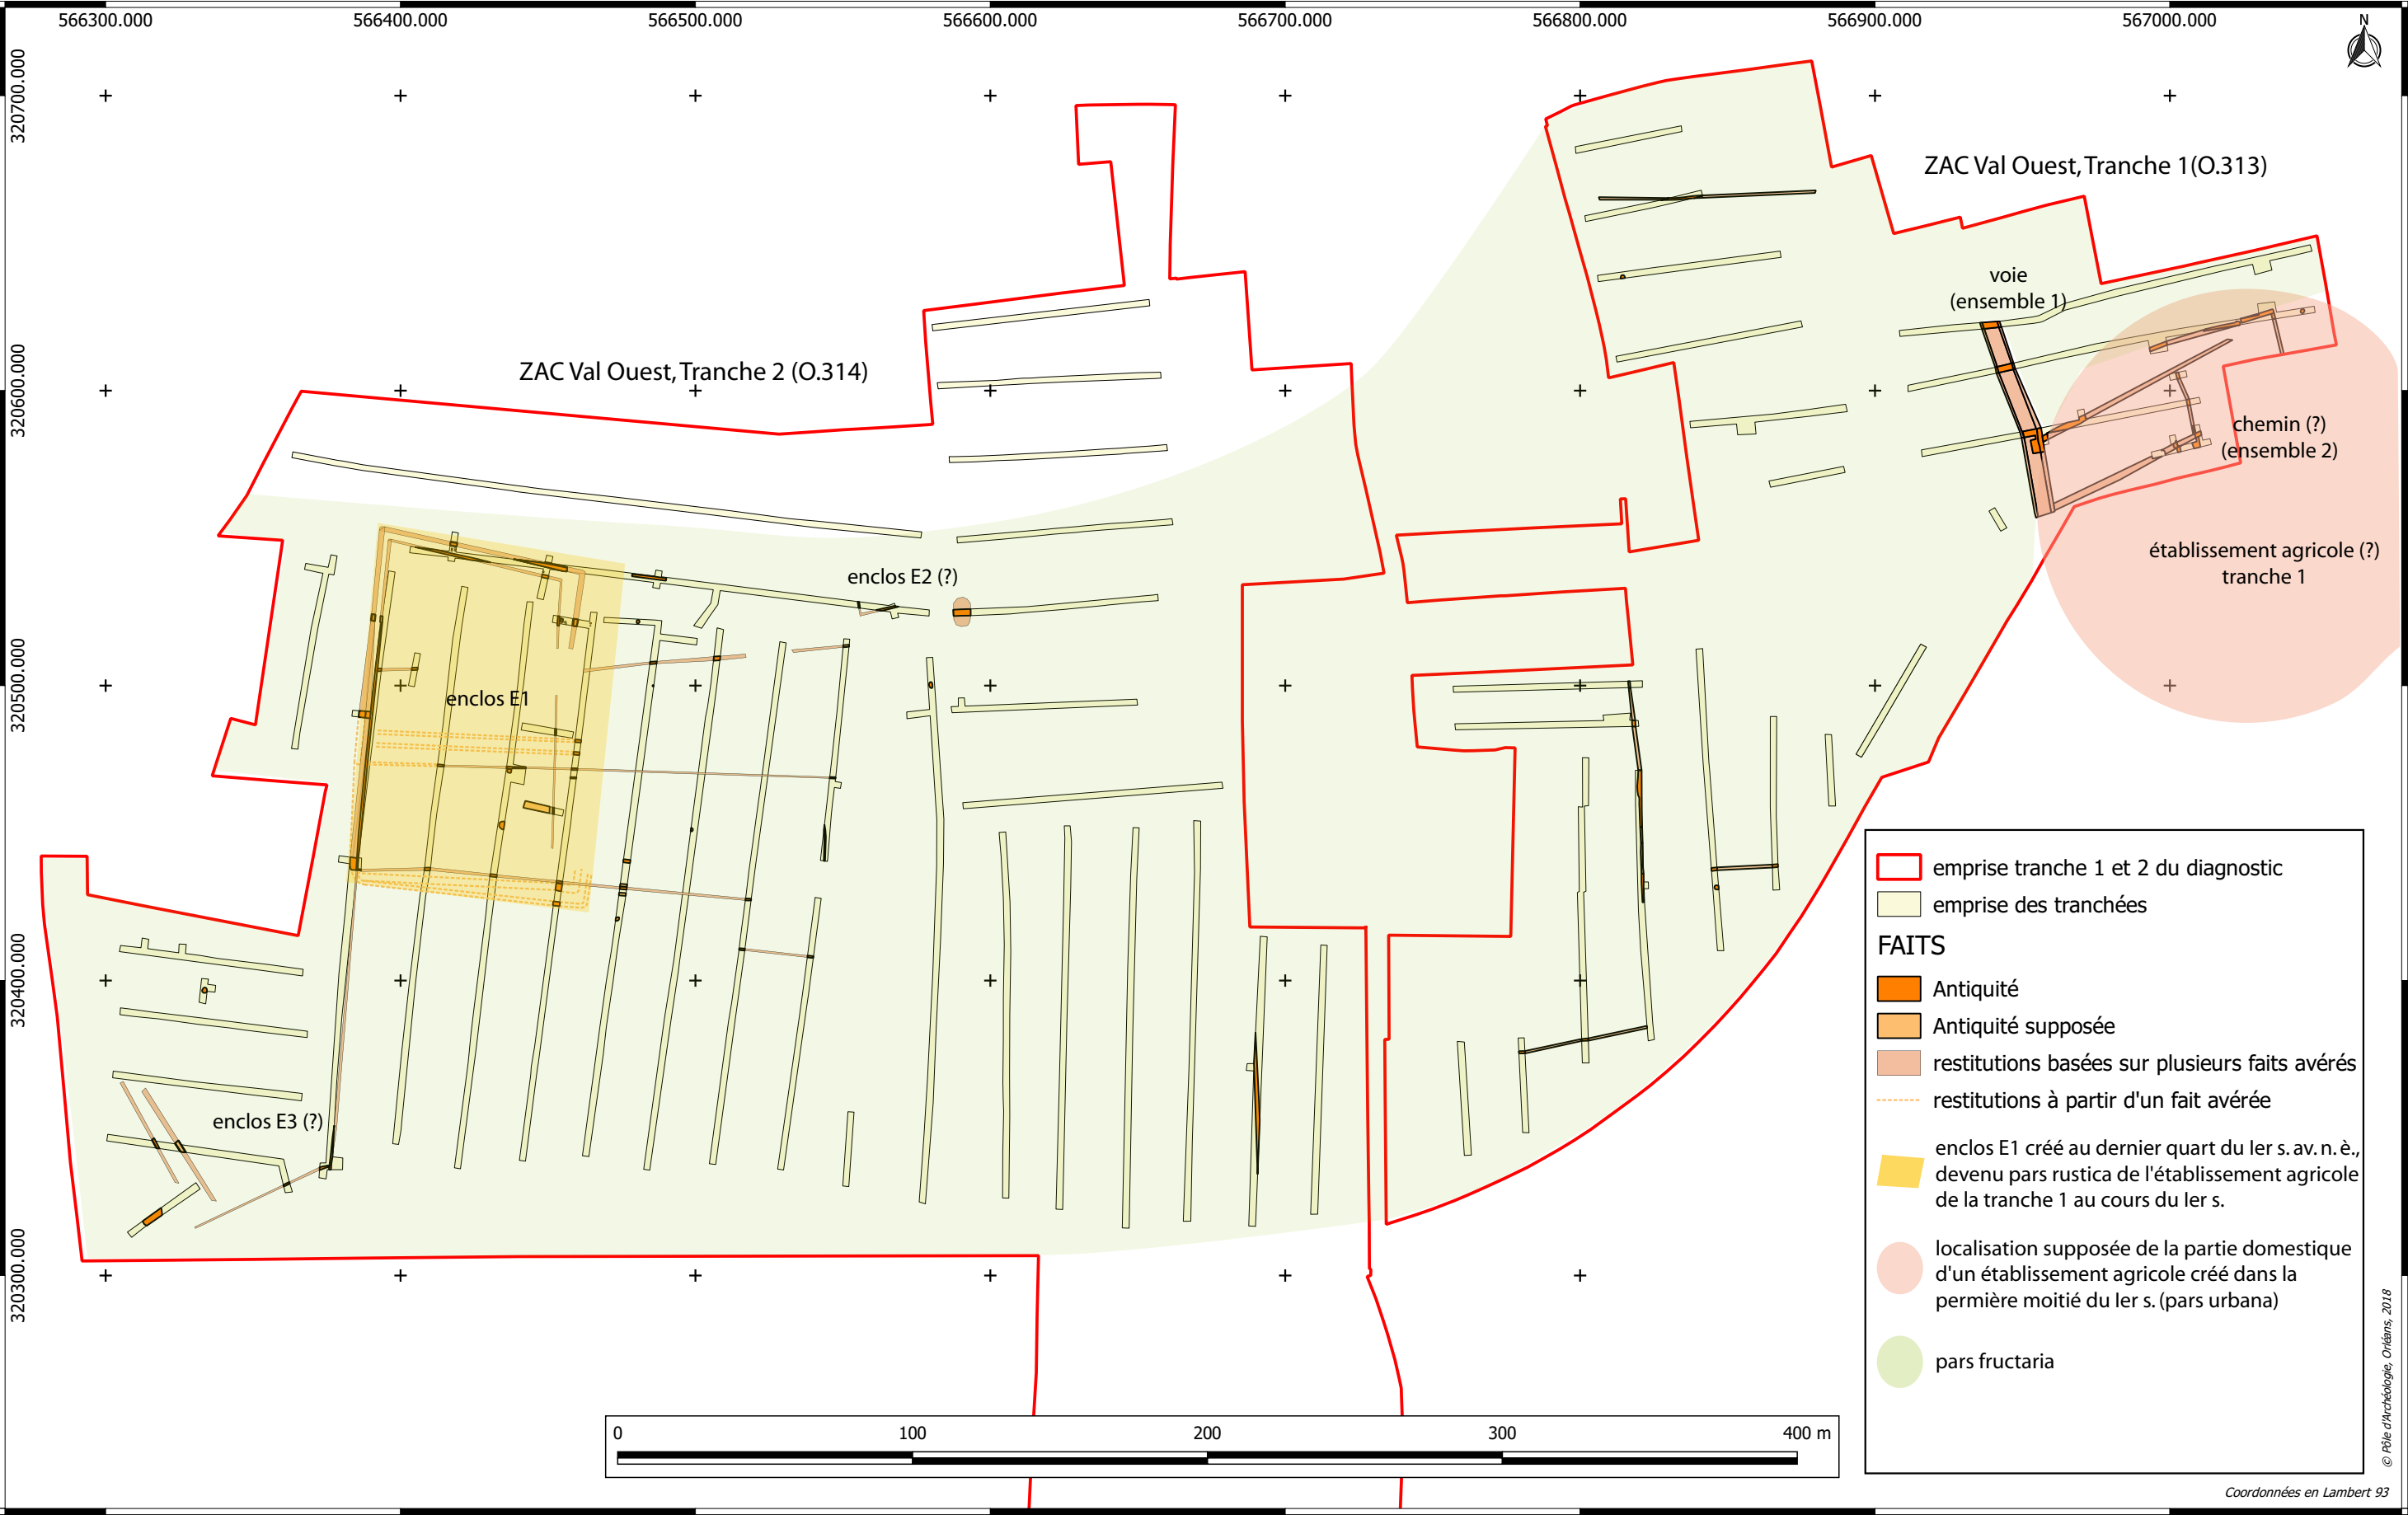 566300.000 566400.000 566500.000 566600.000 566700.000 566800.000 566900.000 567000.000
N
320700.000
320600.000
320500.000
320400.000
320300.000
ZAC Val Ouest, Tranche 1(O.313)
voie
(ensemble 1)
ZAC Val Ouest, Tranche 2 (O.314)
chemin (?)
(ensemble 2)
établissement agricole (?)
tranche 1
enclos E2 (?)
enclos E1
enclos E3 (?)
emprise tranche 1 et 2 du diagnostic
emprise des tranchées
FAITS
Antiquité
Antiquité supposée
restitutions basées sur plusieurs faits avérés
restitutions à partir d'un fait avérée
enclos E1 créé au dernier quart du Ier s. av. n. è.,
devenu pars rustica de l'établissement agricole
de la tranche 1 au cours du Ier s.
localisation supposée de la partie domestique
d'un établissement agricole créé dans la
permière moitié du Ier s. (pars urbana)
pars fructaria
0 100 200 300 400 m
© Pôle d'Archéologie, Orléans, 2018
Coordonnées en Lambert 93